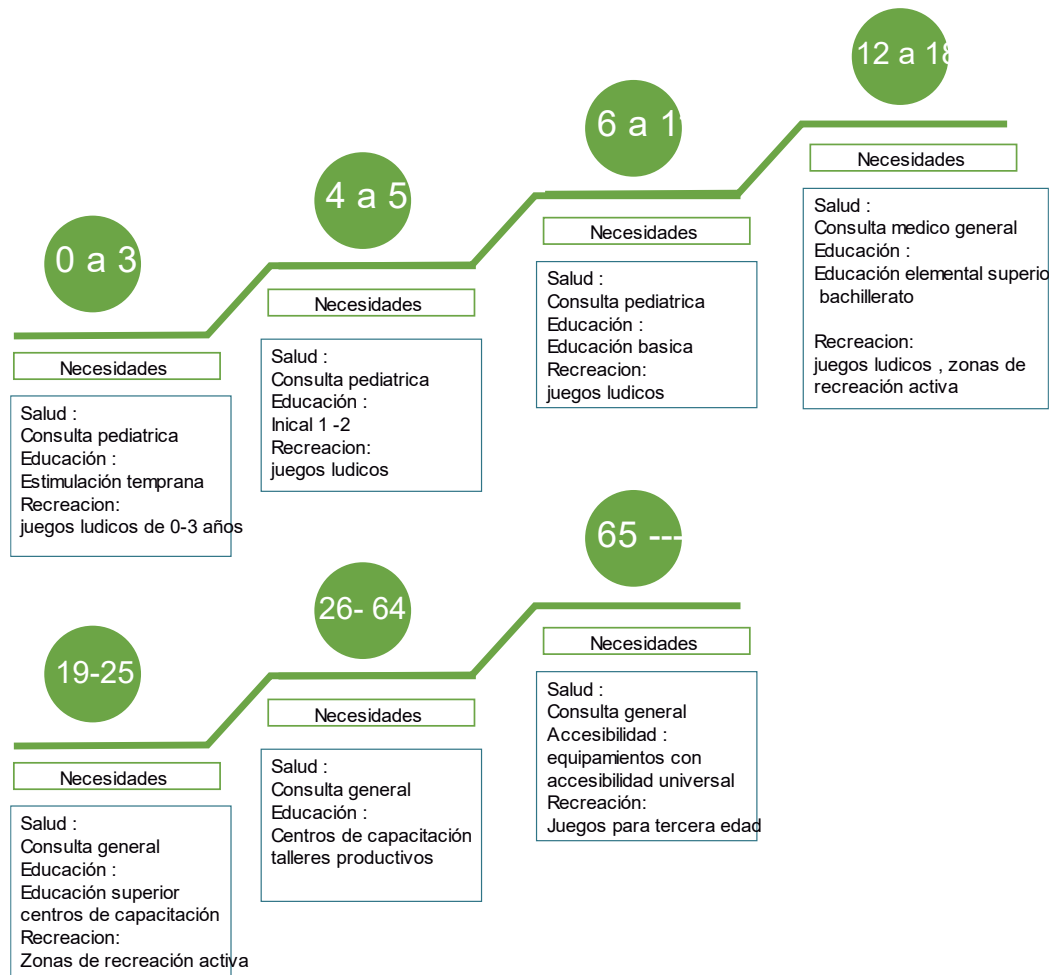 0 a 3
Necesidades
Salud :
Consulta pediatrica
Educación :
Estimulación temprana
Recreacion:
juegos ludicos de 0-3 años
4 a 5
Necesidades
Salud :
Consulta pediatrica
Educación :
Inical 1 -2
Recreacion:
juegos ludicos
6 a 1
Necesidades
Salud :
Consulta pediatrica
Educación :
Educación basica
Recreacion:
juegos ludicos
12 a 18
Necesidades
Salud :
Consulta medico general
Educación :
Educación elemental superio
bachillerato
Recreacion:
juegos ludicos , zonas de
recreación activa
19-25
Necesidades
Salud :
Consulta general
Educación :
Educación superior
centros de capacitación
Recreacion:
Zonas de recreación activa
26- 64
Necesidades
Salud :
Consulta general
Educación :
Centros de capacitación
talleres productivos
65 ---
Necesidades
Salud :
Consulta general
Accesibilidad :
equipamientos con
accesibilidad universal
Recreación:
Juegos para tercera edad